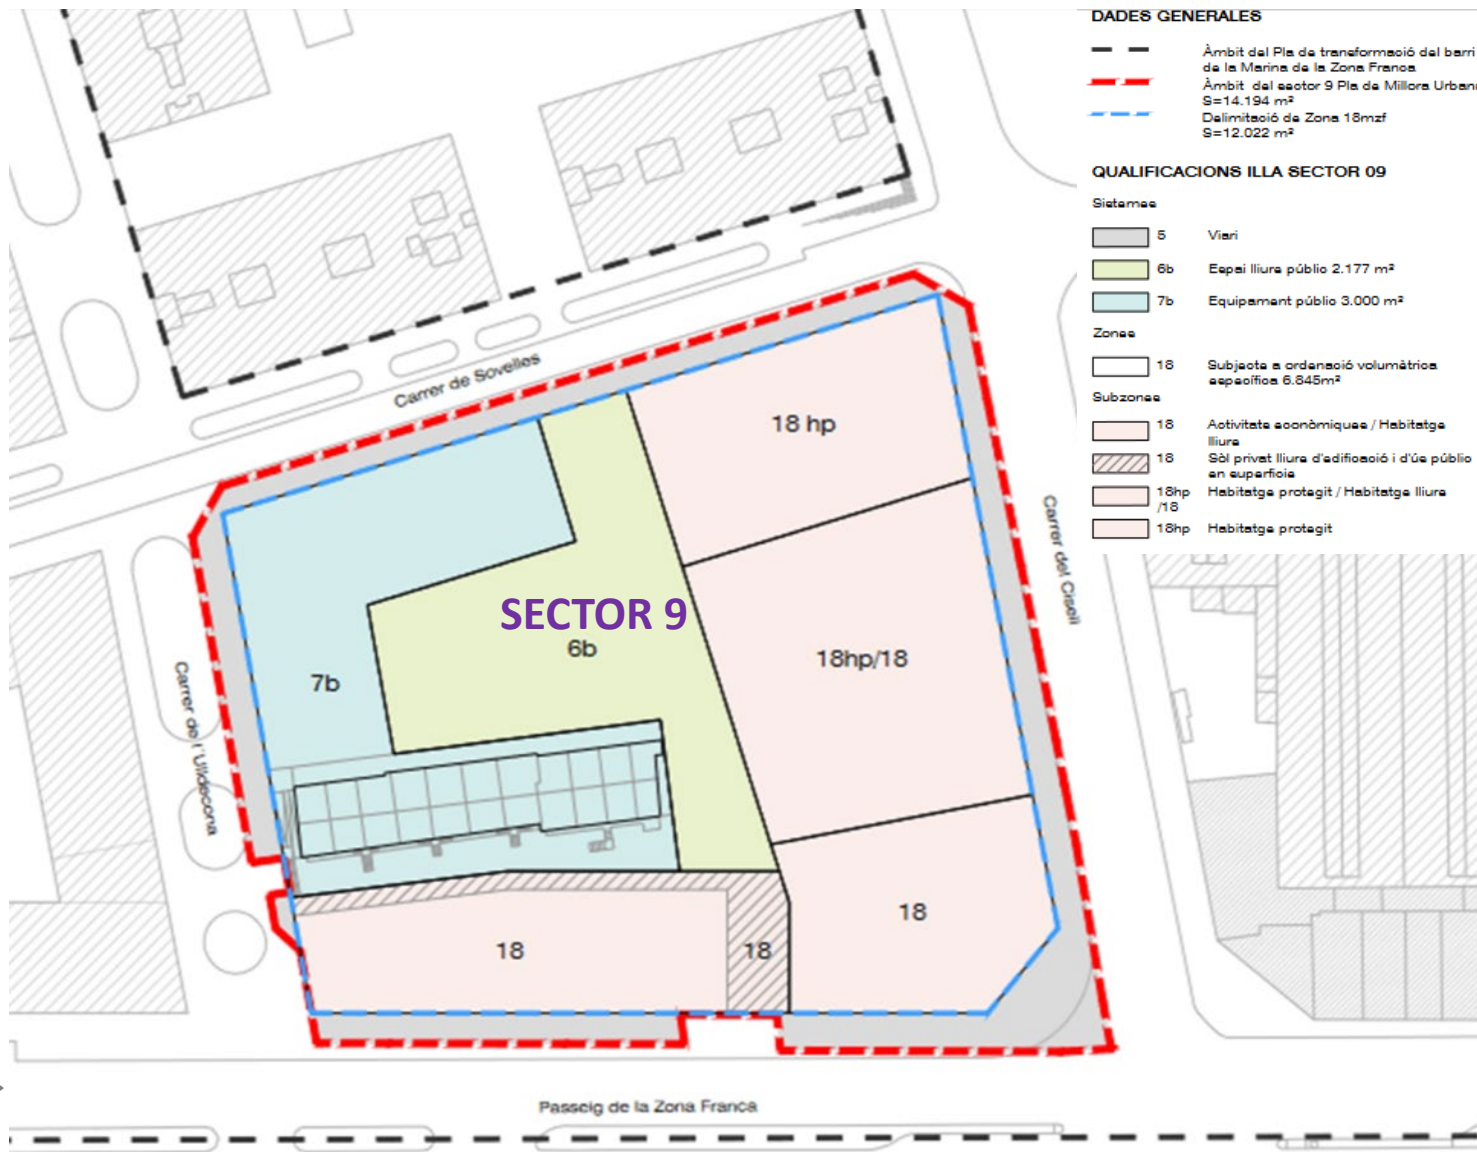 DADES GENERALES
Àmbit del Pla de transformació del barri
de la Marina de la Zona Franca
Àmbit del sector 9 Pla de Millora Urbana
S=14.194 m²
Delimitació de Zona 18mzf
S=12.022 m²
QUALIFICACIONS ILLA SECTOR 09
Sistemes
5 Viari
6b Espai lliure públic 2.177 m²
7b Equipament públic 3.000 m²
Zones
18 Subjecte a ordenació volumètrica
específica 6.845m²
Subzones
18 Activitats econòmiques / Habitatge
lliure
18 Sòl privat lliure d'edificació i d'ús públic
en superfície
18hp Habitatge protegit / Habitatge lliure
/18
18hp Habitatge protegit
Carrer de Sovelles
18 hp
Carrer del Cisell
SECTOR 9
6b
18hp/18
7b
Carrer de l'Ulldecona
18
18
18
Passeig de la Zona Franca